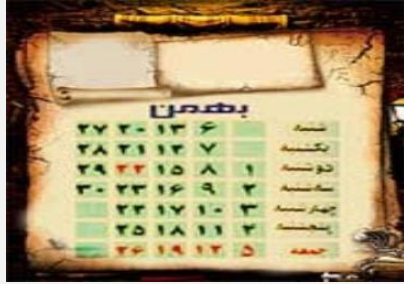 بهمن
شنبه ۶ ۱۳ ۲۰ ۲۷
یکشنبه ۷ ۱۴ ۲۱ ۲۸
دوشنبه ۱ ۸ ۱۵ ۲۲ ۲۹
سه شنبه ۲ ۹ ۱۶ ۲۳ ۳۰
چهارشنبه ۳ ۱۰ ۱۷ ۲۴
پنجشنبه ۴ ۱۱ ۱۸ ۲۵
جمعه ۵ ۱۲ ۱۹ ۲۶